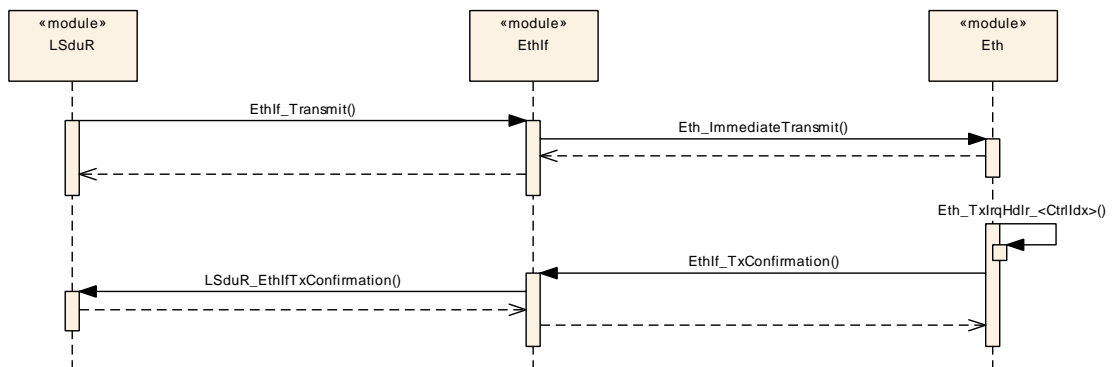 «module»
LSduR
«module»
EthIf
«module»
Eth
EthIf_Transmit()
Eth_ImmediateTransmit()
Eth_TxIrqHdlr_<CtrlIdx>()
EthIf_TxConfirmation()
LSduR_EthIfTxConfirmation()